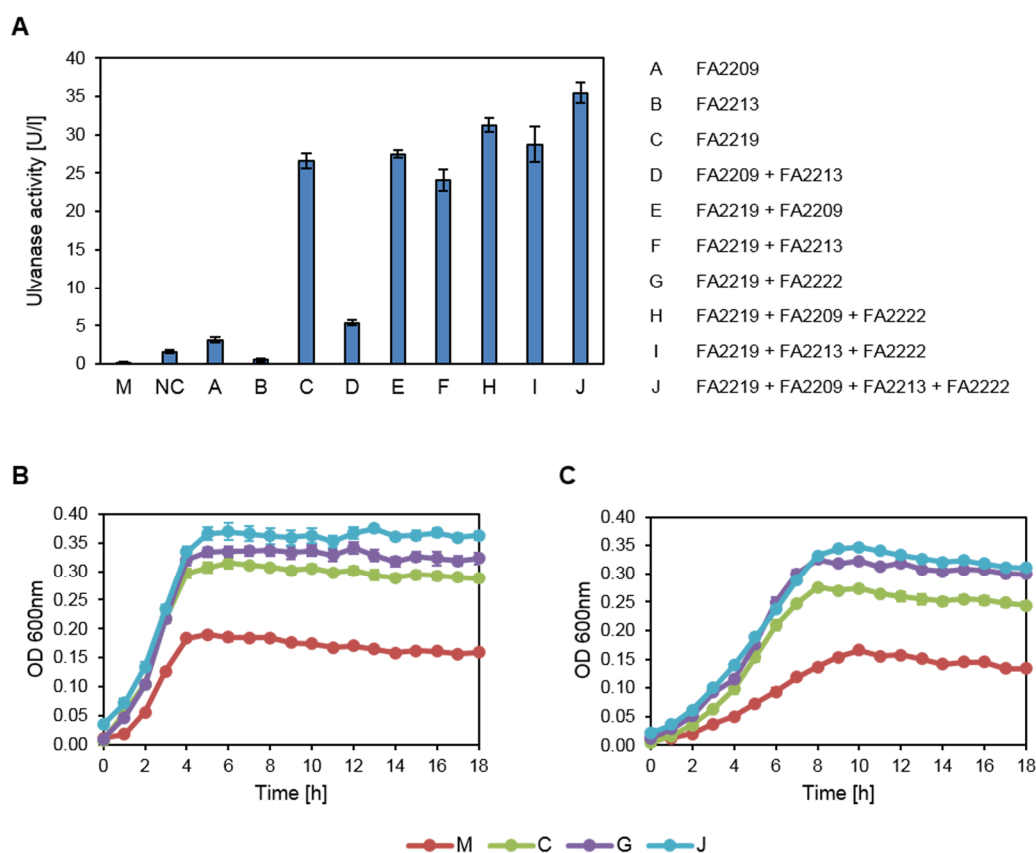 A
Ulvanase activity [U/l]
40
35
30
25
20
15
10
5
0
M NC A B C D E F H I J
A FA2209
B FA2213
C FA2219
D FA2209 + FA2213
E FA2219 + FA2209
F FA2219 + FA2213
G FA2219 + FA2222
H FA2219 + FA2209 + FA2222
I FA2219 + FA2213 + FA2222
J FA2219 + FA2209 + FA2213 + FA2222
B
OD 600nm
0.40
0.35
0.30
0.25
0.20
0.15
0.10
0.05
0.00
0 2 4 6 8 10 12 14 16 18
Time [h]
C
OD 600nm
0.40
0.35
0.30
0.25
0.20
0.15
0.10
0.05
0.00
0 2 4 6 8 10 12 14 16 18
Time [h]
M C G J